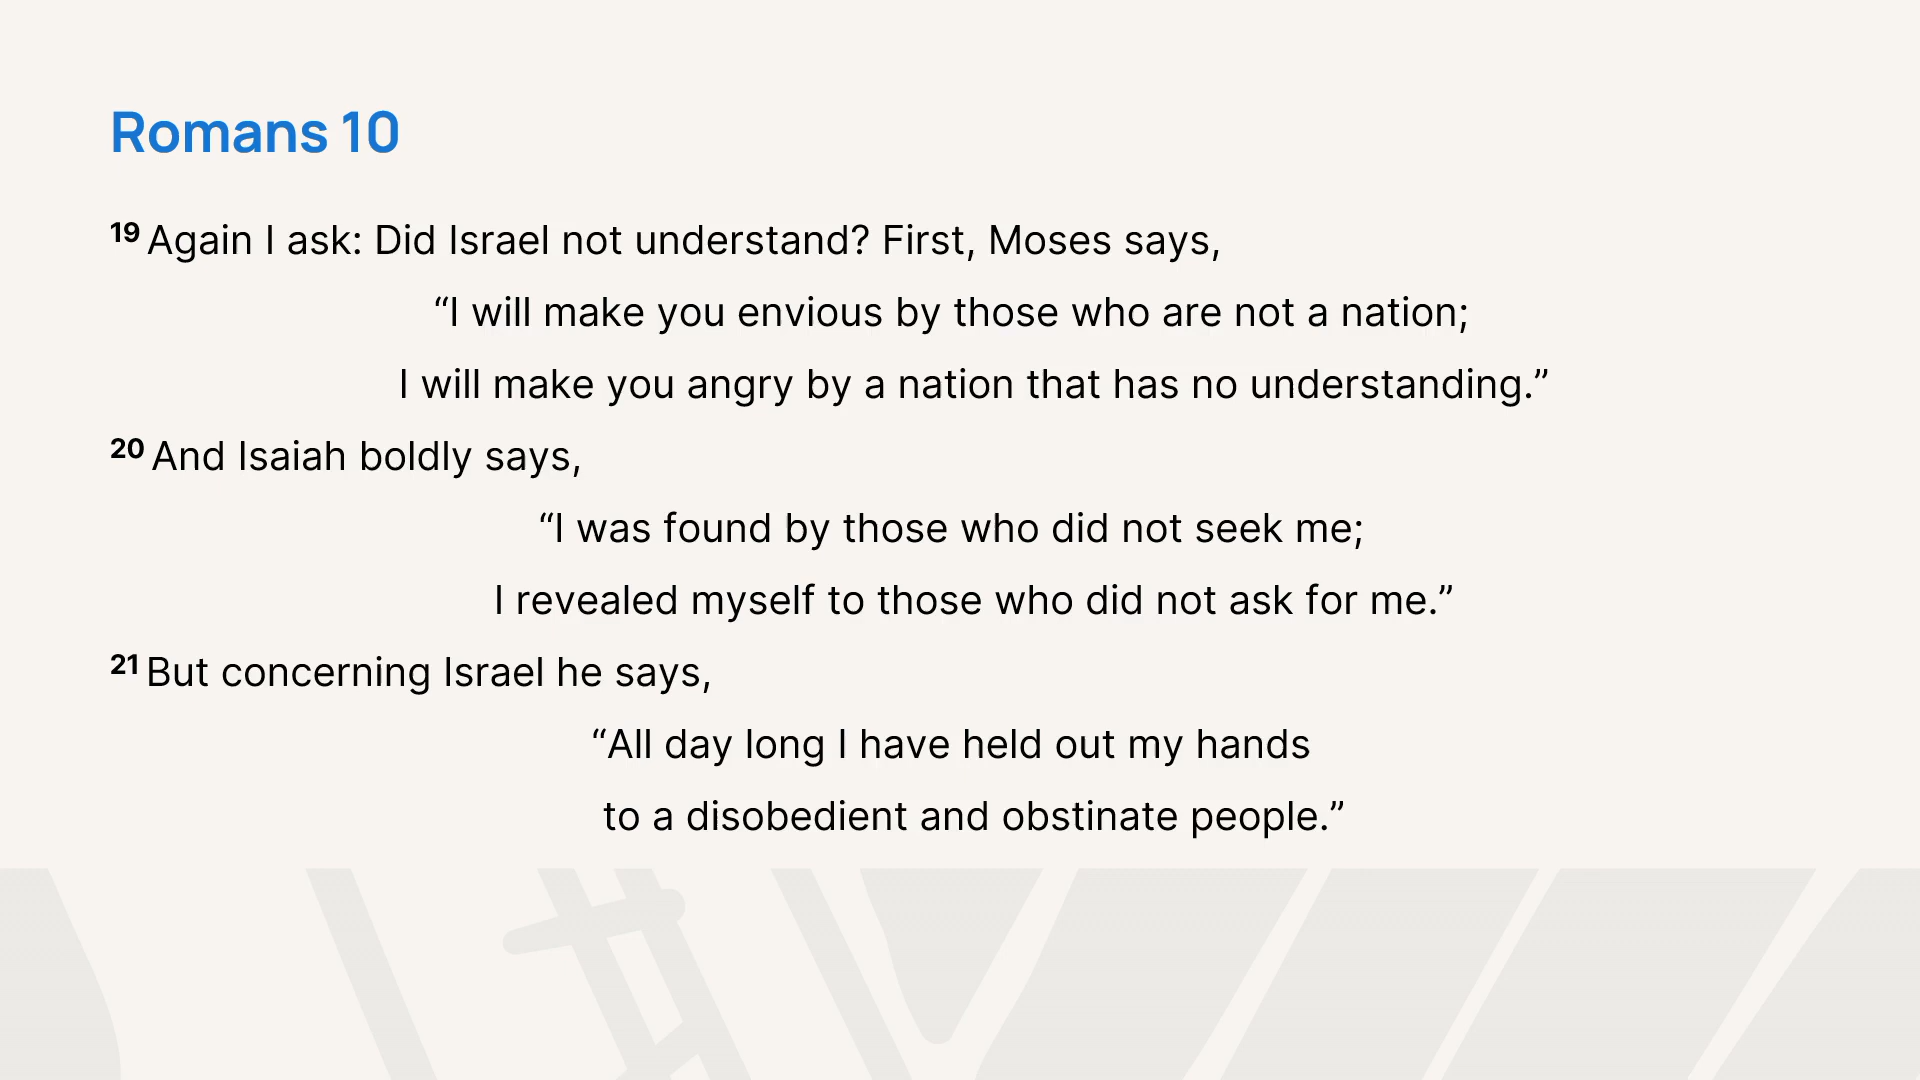 Romans 10
19 Again I ask: Did Israel not understand? First, Moses says,
“I will make you envious by those who are not a nation;
I will make you angry by a nation that has no understanding.”
20 And Isaiah boldly says,
“I was found by those who did not seek me;
I revealed myself to those who did not ask for me.”
21 But concerning Israel he says,
“All day long I have held out my hands
to a disobedient and obstinate people.”